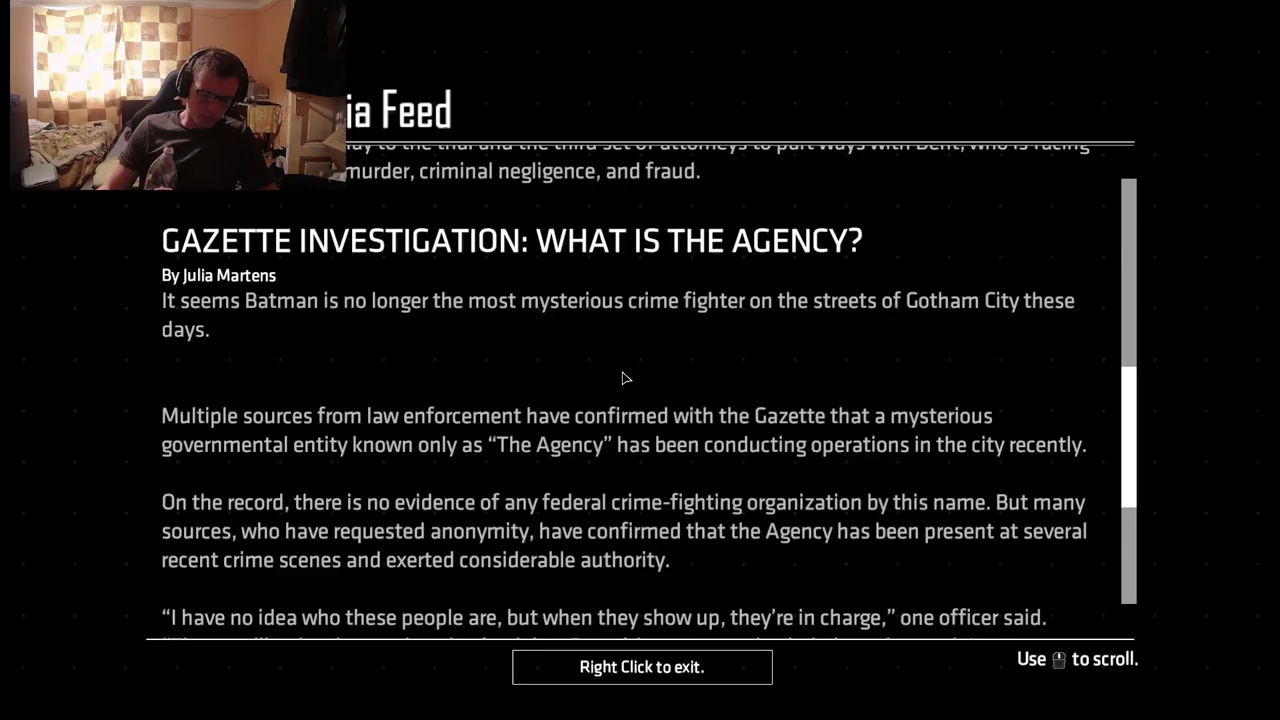 ia Feed
to the trial and the third set of attorneys to part ways with Dent, who is facing
murder, criminal negligence, and fraud.
GAZETTE INVESTIGATION: WHAT IS THE AGENCY?
By Julia Martens
It seems Batman is no longer the most mysterious crime fighter on the streets of Gotham City these
days.
Multiple sources from law enforcement have confirmed with the Gazette that a mysterious
governmental entity known only as “The Agency” has been conducting operations in the city recently.
On the record, there is no evidence of any federal crime-fighting organization by this name. But many
sources, who have requested anonymity, have confirmed that the Agency has been present at several
recent crime scenes and exerted considerable authority.
“I have no idea who these people are, but when they show up, they’re in charge,” one officer said.
Right Click to exit.
Use to scroll.